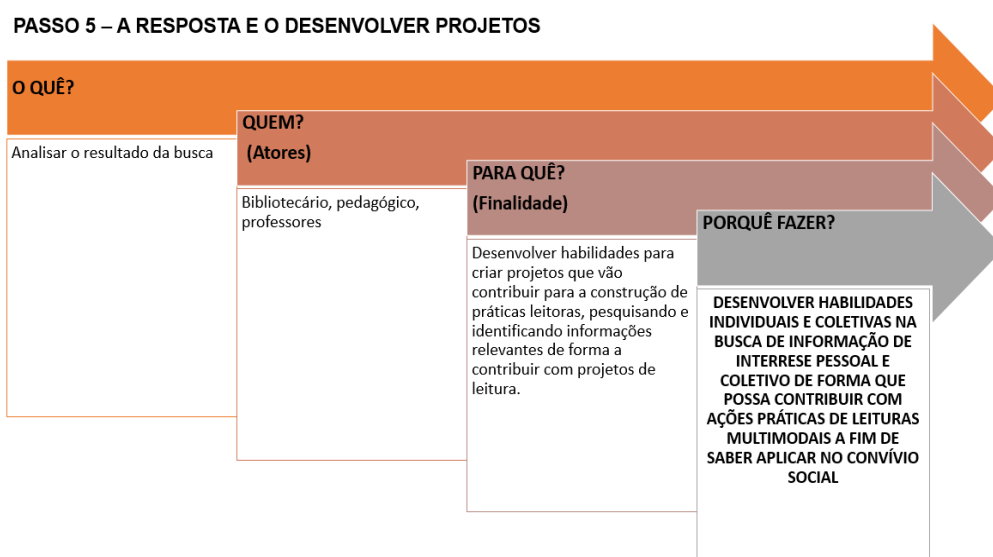 PASSO 5 – A RESPOSTA E O DESENVOLVER PROJETOS
O QUÊ?
Analisar o resultado da busca
QUEM?
(Atores)
Bibliotecário, pedagógico,
professores
PARA QUÊ?
(Finalidade)
Desenvolver habilidades para
criar projetos que vão
contribuir para a construção de
práticas leitoras, pesquisando e
identificando informações
relevantes de forma a
contribuir com projetos de
leitura.
PORQUÊ FAZER?
DESENVOLVER HABILIDADES
INDIVIDUAIS E COLETIVAS NA
BUSCA DE INFORMAÇÃO DE
INTERRESE PESSOAL E
COLETIVO DE FORMA QUE
POSSA CONTRIBUIR COM
AÇÕES PRÁTICAS DE LEITURAS
MULTIMODAIS A FIM DE
SABER APLICAR NO CONVÍVIO
SOCIAL